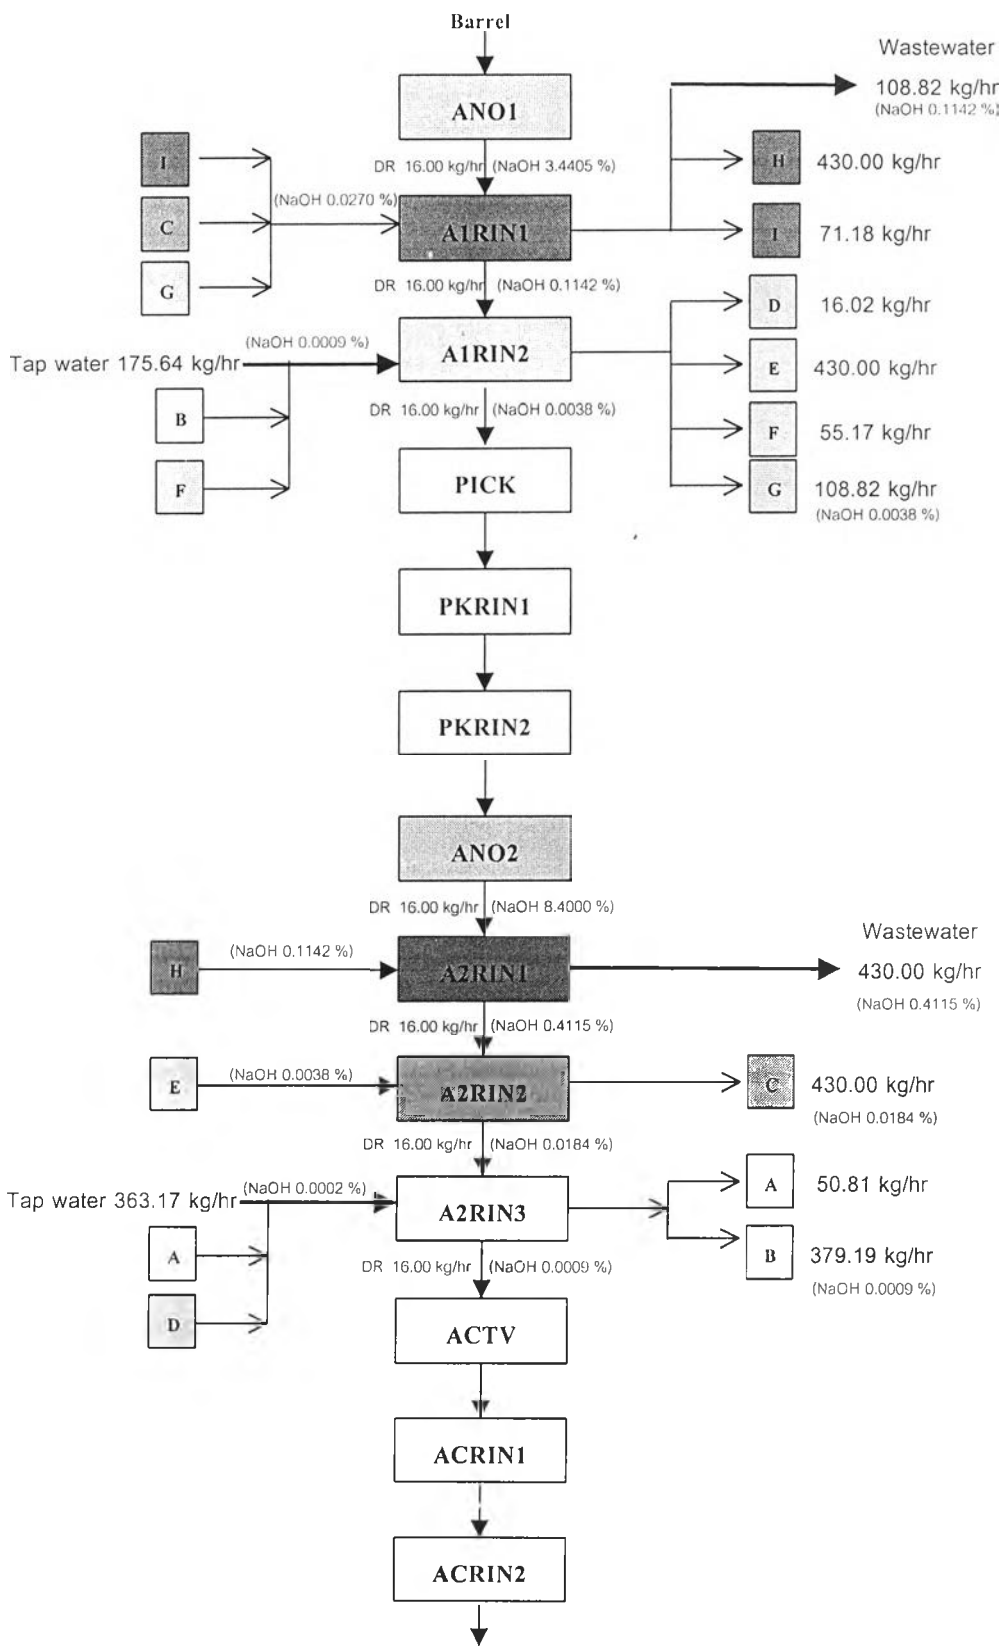 Barrel
Wastewater
108.82 kg/hr
(NaOH 0.1142 %)
ANO1
DR 16.00 kg/hr (NaOH 3.4405 %)
I
H 430.00 kg/hr
(NaOH 0.0270 %)
C
A1RIN1
I 71.18 kg/hr
G
DR 16.00 kg/hr (NaOH 0.1142 %)
D 16.02 kg/hr
(NaOH 0.0009 %)
Tap water 175.64 kg/hr
A1RIN2
E 430.00 kg/hr
B
DR 16.00 kg/hr (NaOH 0.0038 %)
F 55.17 kg/hr
F
PICK
G 108.82 kg/hr
(NaOH 0.0038 %)
PKRIN1
PKRIN2
ANO2
DR 16.00 kg/hr (NaOH 8.4000 %)
Wastewater
H
(NaOH 0.1142 %)
A2RIN1
430.00 kg/hr
(NaOH 0.4115 %)
DR 16.00 kg/hr (NaOH 0.4115 %)
E
(NaOH 0.0038 %)
A2RIN2
C 430.00 kg/hr
(NaOH 0.0184 %)
DR 16.00 kg/hr (NaOH 0.0184 %)
Tap water 363.17 kg/hr
(NaOH 0.0002 %)
A2RIN3
A 50.81 kg/hr
A
B 379.19 kg/hr
(NaOH 0.0009 %)
DR 16.00 kg/hr (NaOH 0.0009 %)
D
ACTV
ACRIN1
ACRIN2